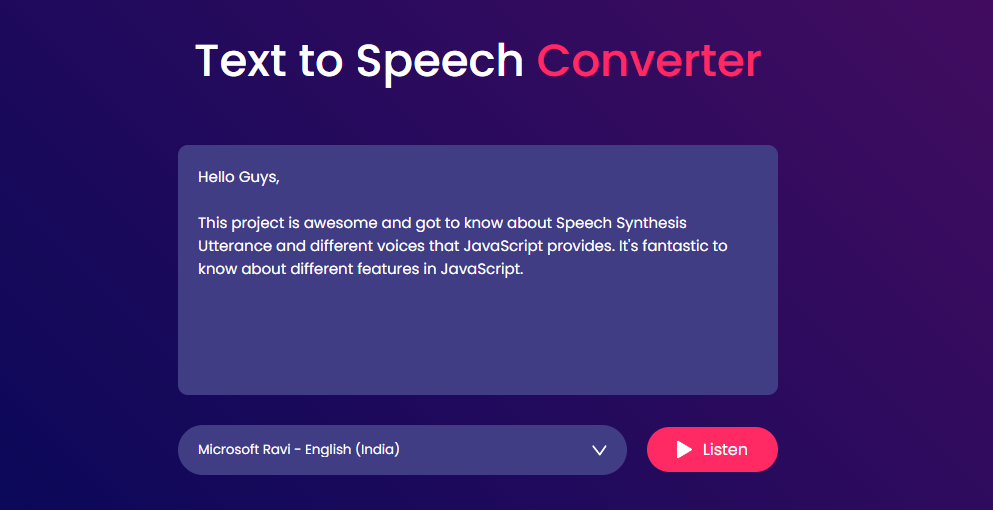 Text to Speech Converter
Hello Guys,
This project is awesome and got to know about Speech Synthesis
Utterance and different voices that JavaScript provides. It's fantastic to
know about different features in JavaScript.
Microsoft Ravi - English (India)
Listen